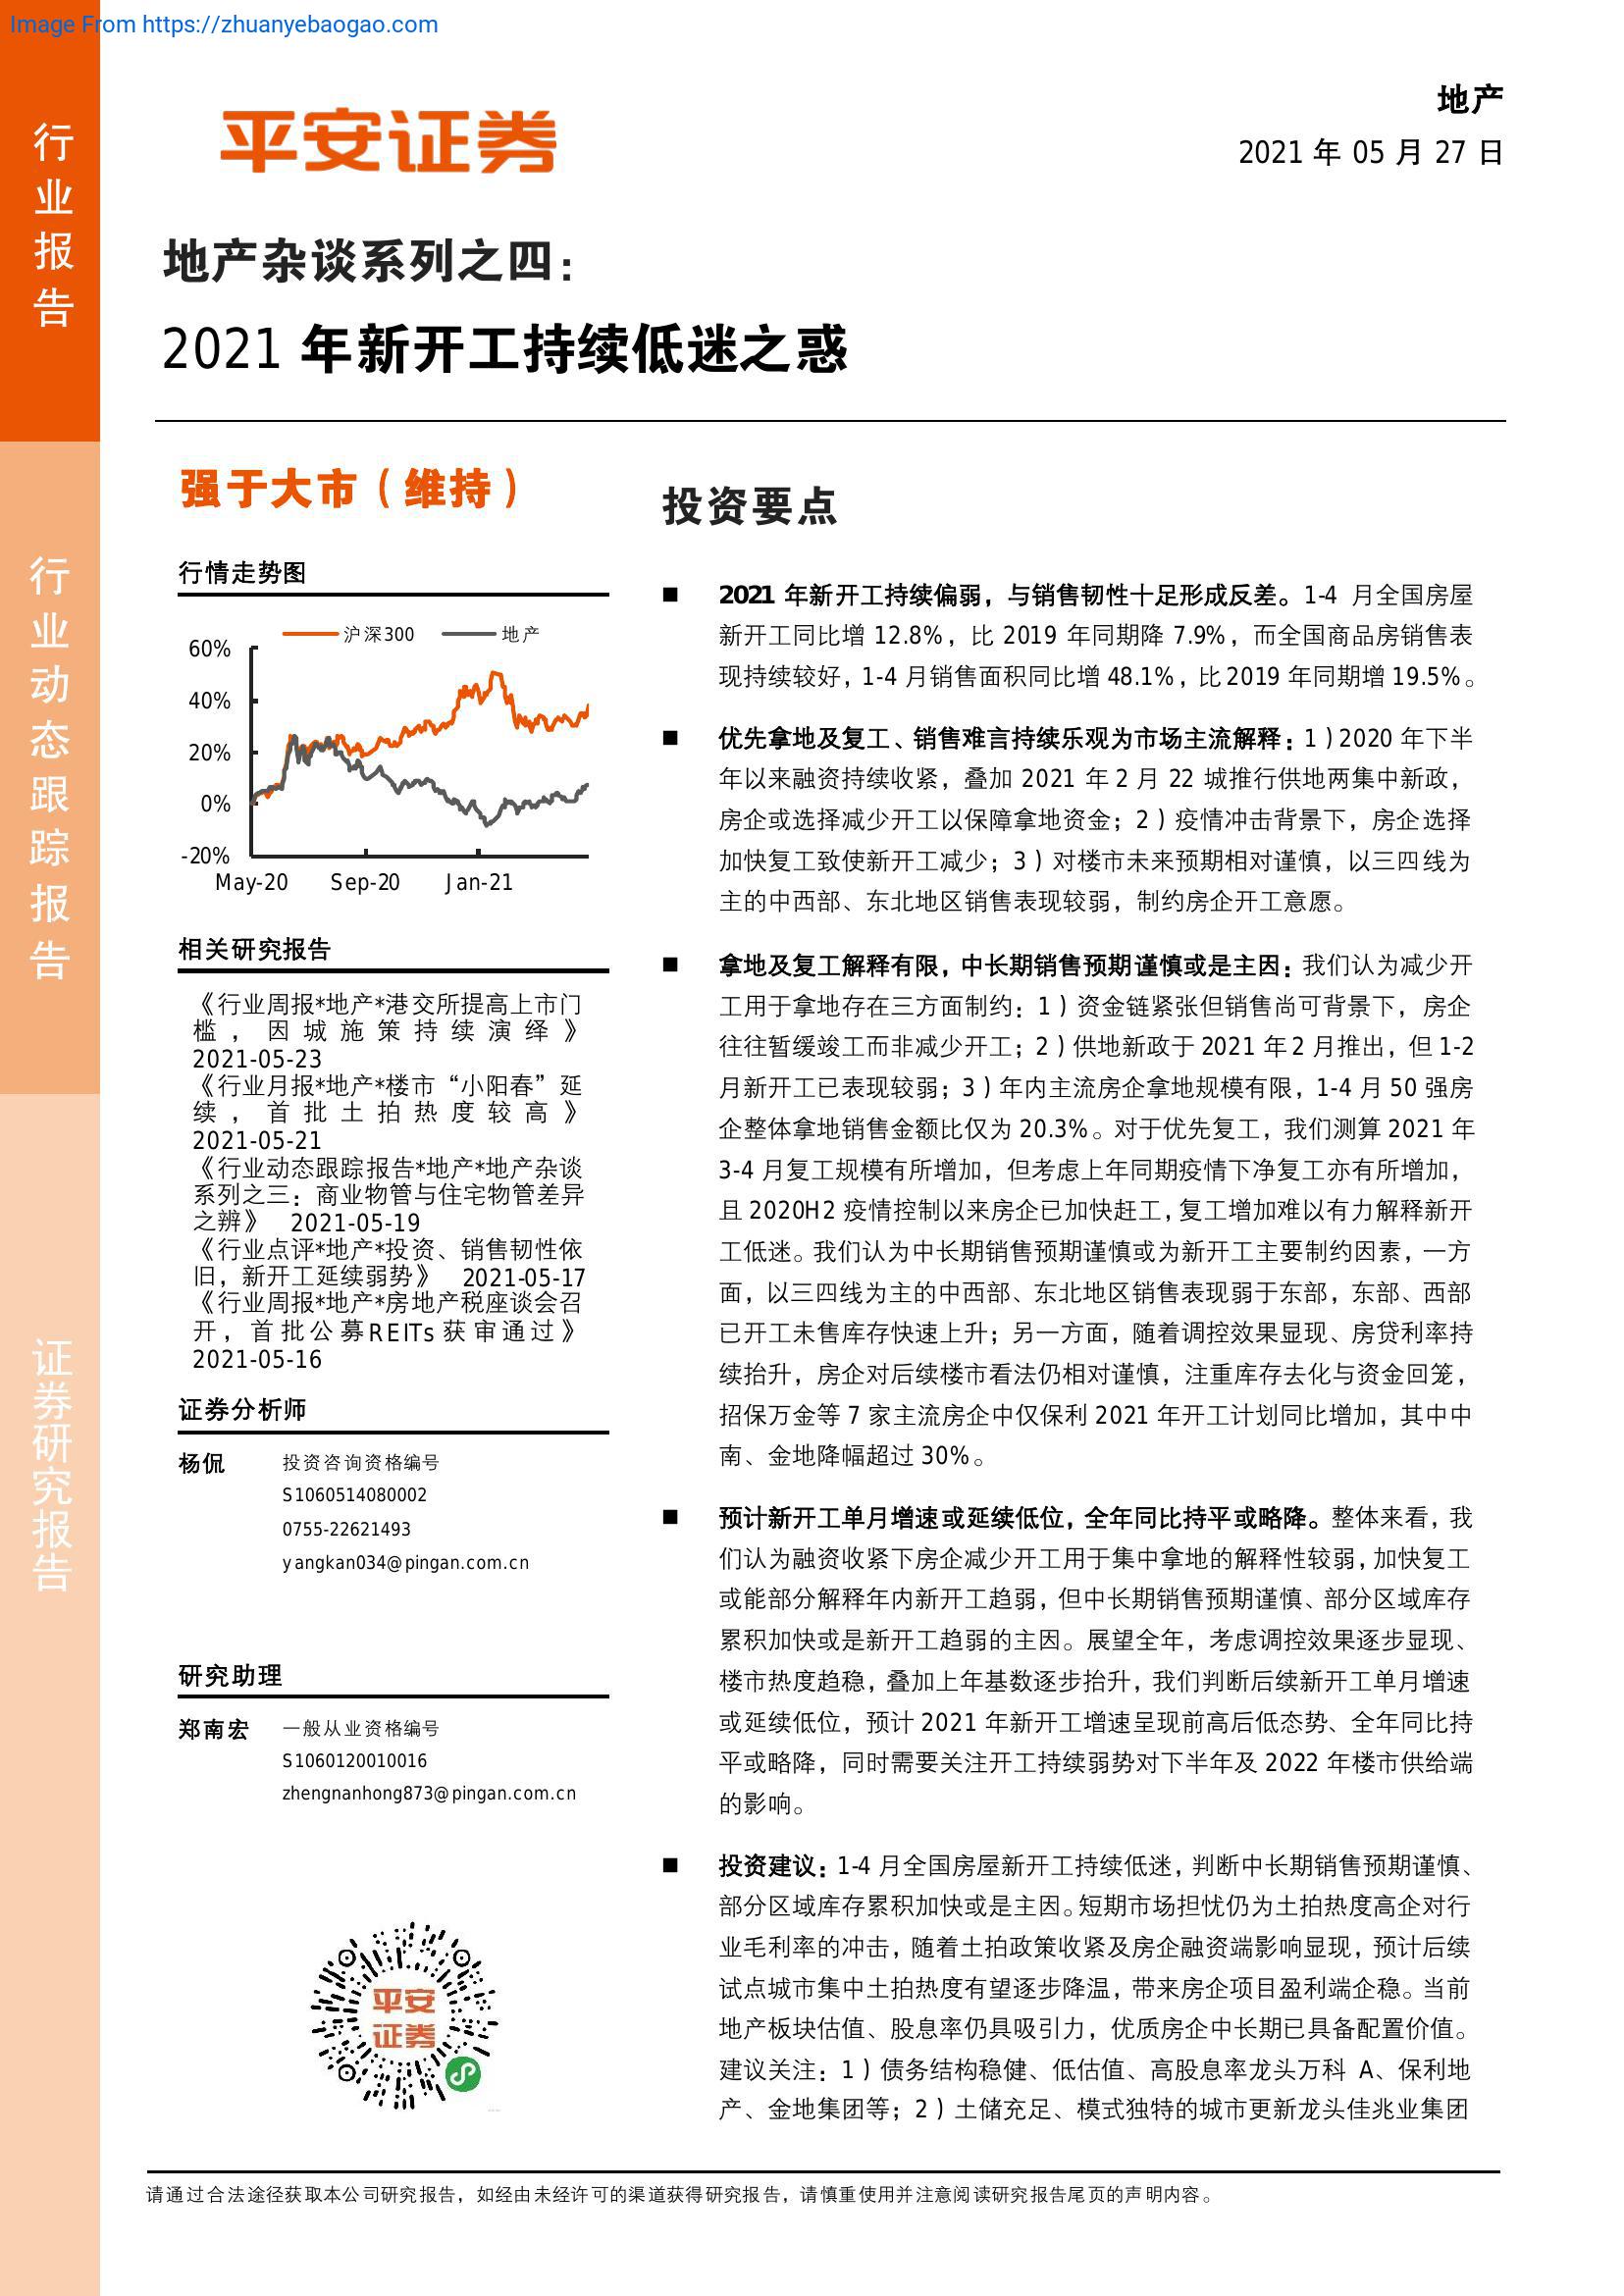 Image From https://zhuanyebaogao.com
行业报告
行业动态跟踪报告
证券研究报告
平安证券
地产
2021 年 05 月 27 日
地产杂谈系列之四：
2021 年新开工持续低迷之惑
强于大市（维持）
行情走势图
沪深300 地产
60%
40%
20%
0%
-20%
May-20 Sep-20 Jan-21
相关研究报告
《行业周报*地产*港交所提高上市门
槛，因城施策持续演绎》
2021-05-23
《行业月报*地产*楼市“小阳春”延
续，首批土拍热度较高》
2021-05-21
《行业动态跟踪报告*地产*地产杂谈
系列之三：商业物管与住宅物管差异
之辨》 2021-05-19
《行业点评*地产*投资、销售韧性依
旧，新开工延续弱势》 2021-05-17
《行业周报*地产*房地产税座谈会召
开，首批公募REITs获审通过》
2021-05-16
证券分析师
杨侃 投资咨询资格编号
S1060514080002
0755-22621493
yangkan034@pingan.com.cn
研究助理
郑南宏 一般从业资格编号
S1060120010016
zhengnanhong873@pingan.com.cn
平安
证券
投资要点
■ 2021 年新开工持续偏弱，与销售韧性十足形成反差。1-4 月全国房屋
新开工同比增 12.8%，比 2019 年同期降 7.9%，而全国商品房销售表
现持续较好，1-4 月销售面积同比增 48.1%，比 2019 年同期增 19.5%。
■ 优先拿地及复工、销售难言持续乐观为市场主流解释：1）2020 年下半
年以来融资持续收紧，叠加 2021 年 2 月 22 城推行供地两集中新政，
房企或选择减少开工以保障拿地资金；2）疫情冲击背景下，房企选择
加快复工致使新开工减少；3）对楼市未来预期相对谨慎，以三四线为
主的中西部、东北地区销售表现较弱，制约房企开工意愿。
■ 拿地及复工解释有限，中长期销售预期谨慎或是主因：我们认为减少开
工用于拿地存在三方面制约：1）资金链紧张但销售尚可背景下，房企
往往暂缓竣工而非减少开工；2）供地新政于 2021 年 2 月推出，但 1-2
月新开工已表现较弱；3）年内主流房企拿地规模有限，1-4 月 50 强房
企整体拿地销售金额比仅为 20.3%。对于优先复工，我们测算 2021 年
3-4 月复工规模有所增加，但考虑上年同期疫情下净复工亦有所增加，
且 2020H2 疫情控制以来房企已加快赶工，复工增加难以有力解释新开
工低迷。我们认为中长期销售预期谨慎或为新开工主要制约因素，一方
面，以三四线为主的中西部、东北地区销售表现弱于东部，东部、西部
已开工未售库存快速上升；另一方面，随着调控效果显现、房贷利率持
续抬升，房企对后续楼市看法仍相对谨慎，注重库存去化与资金回笼，
招保万金等 7 家主流房企中仅保利 2021 年开工计划同比增加，其中中
南、金地降幅超过 30%。
■ 预计新开工单月增速或延续低位，全年同比持平或略降。整体来看，我
们认为融资收紧下房企减少开工用于集中拿地的解释性较弱，加快复工
或能部分解释年内新开工趋弱，但中长期销售预期谨慎、部分区域库存
累积加快或是新开工趋弱的主因。展望全年，考虑调控效果逐步显现、
楼市热度趋稳，叠加上年基数逐步抬升，我们判断后续新开工单月增速
或延续低位，预计 2021 年新开工增速呈现前高后低态势、全年同比持
平或略降，同时需要关注开工持续弱势对下半年及 2022 年楼市供给端
的影响。
■ 投资建议：1-4 月全国房屋新开工持续低迷，判断中长期销售预期谨慎、
部分区域库存累积加快或是主因。短期市场担忧仍为土拍热度高企对行
业毛利率的冲击，随着土拍政策收紧及房企融资端影响显现，预计后续
试点城市集中土拍热度有望逐步降温，带来房企项目盈利端企稳。当前
地产板块估值、股息率仍具吸引力，优质房企中长期已具备配置价值。
建议关注：1）债务结构稳健、低估值、高股息率龙头万科 A、保利地
产、金地集团等；2）土储充足、模式独特的城市更新龙头佳兆业集团
请通过合法途径获取本公司研究报告，如经由未经许可的渠道获得研究报告，请慎重使用并注意阅读研究报告尾页的声明内容。